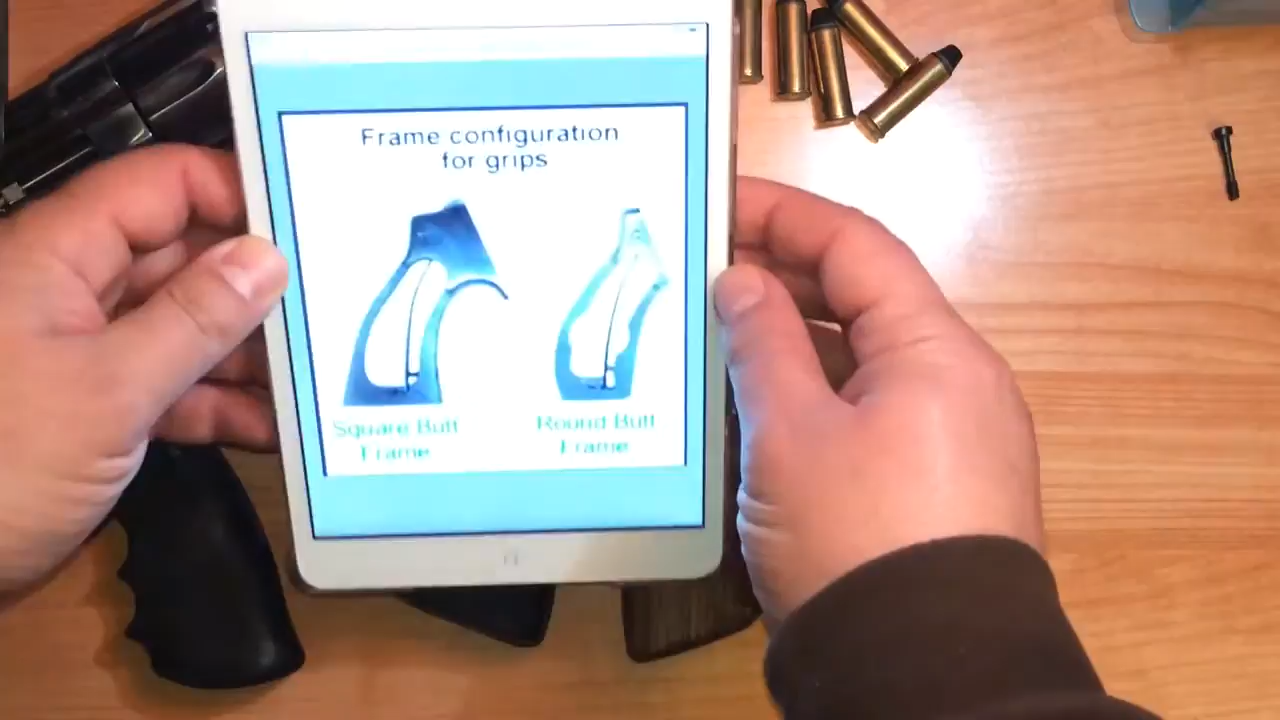 Frame configuration
for grips
Square Butt
Frame
Round Butt
Frame